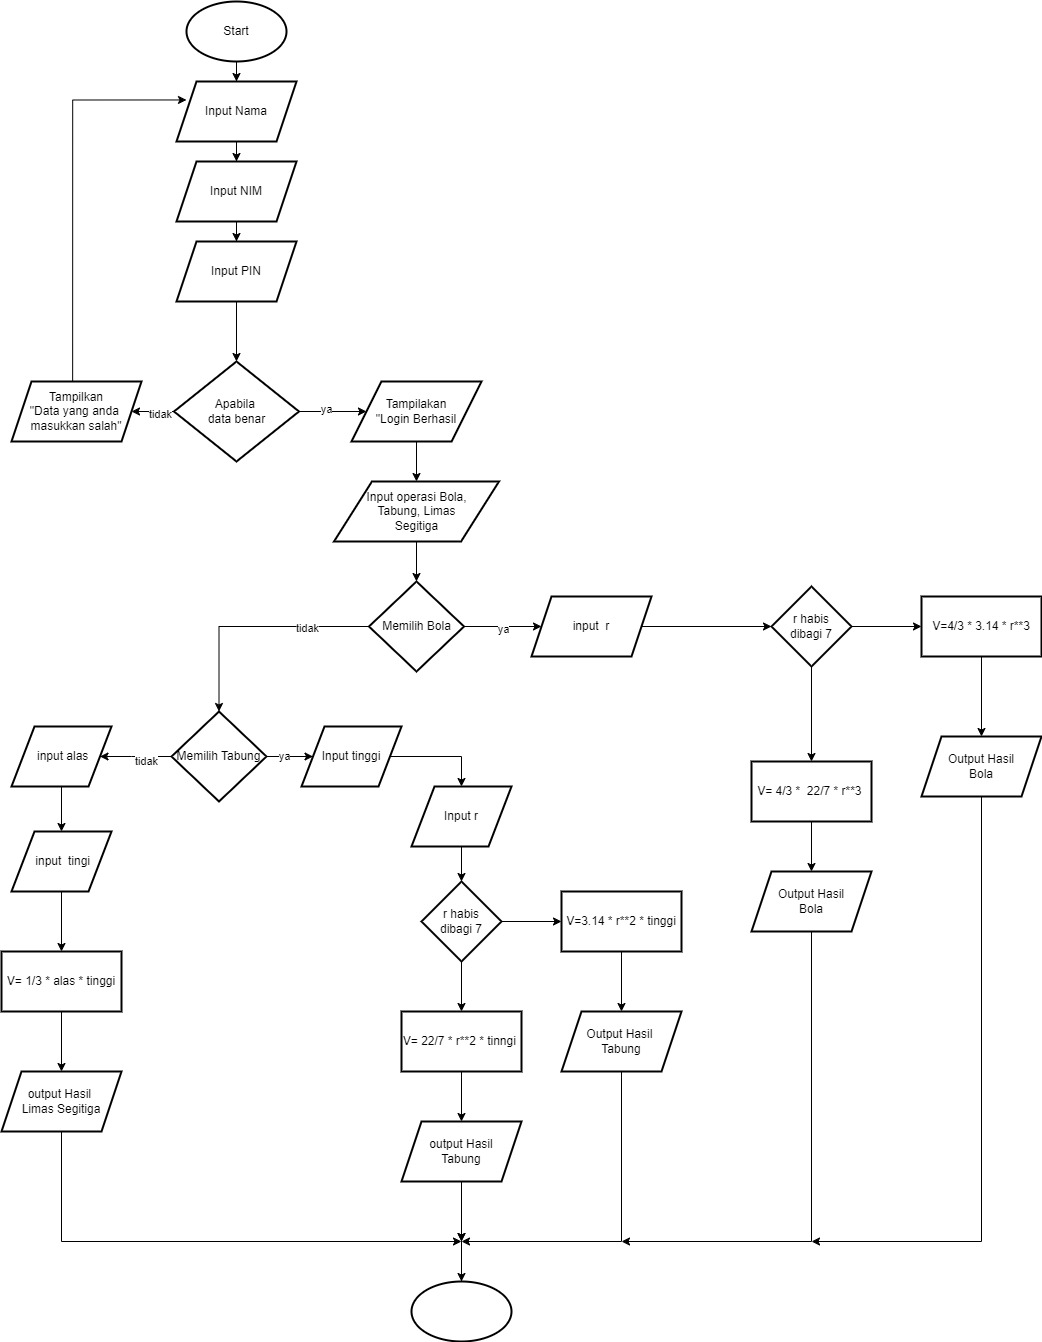 Start
Input Nama
Input NIM
Input PIN
Apabila
data benar
tidak
Tampilkan
"Data yang anda
masukkan salah"
ya
Tampilakan
"Login Berhasil
Input operasi Bola,
Tabung, Limas
Segitiga
Memilih Bola
ya
input  r
r habis
dibagi 7
V=4/3 * 3.14 * r**3
Output Hasil
Bola
V= 4/3 *  22/7 * r**3
Output Hasil
Bola
tidak
Memilih Tabung
ya
Input tinggi
Input r
r habis
dibagi 7
V=3.14 * r**2 * tinggi
Output Hasil
Tabung
V= 22/7 * r**2 * tinngi
output Hasil
Tabung
tidak
input alas
input  tingi
V= 1/3 * alas * tinggi
output Hasil
Limas Segitiga